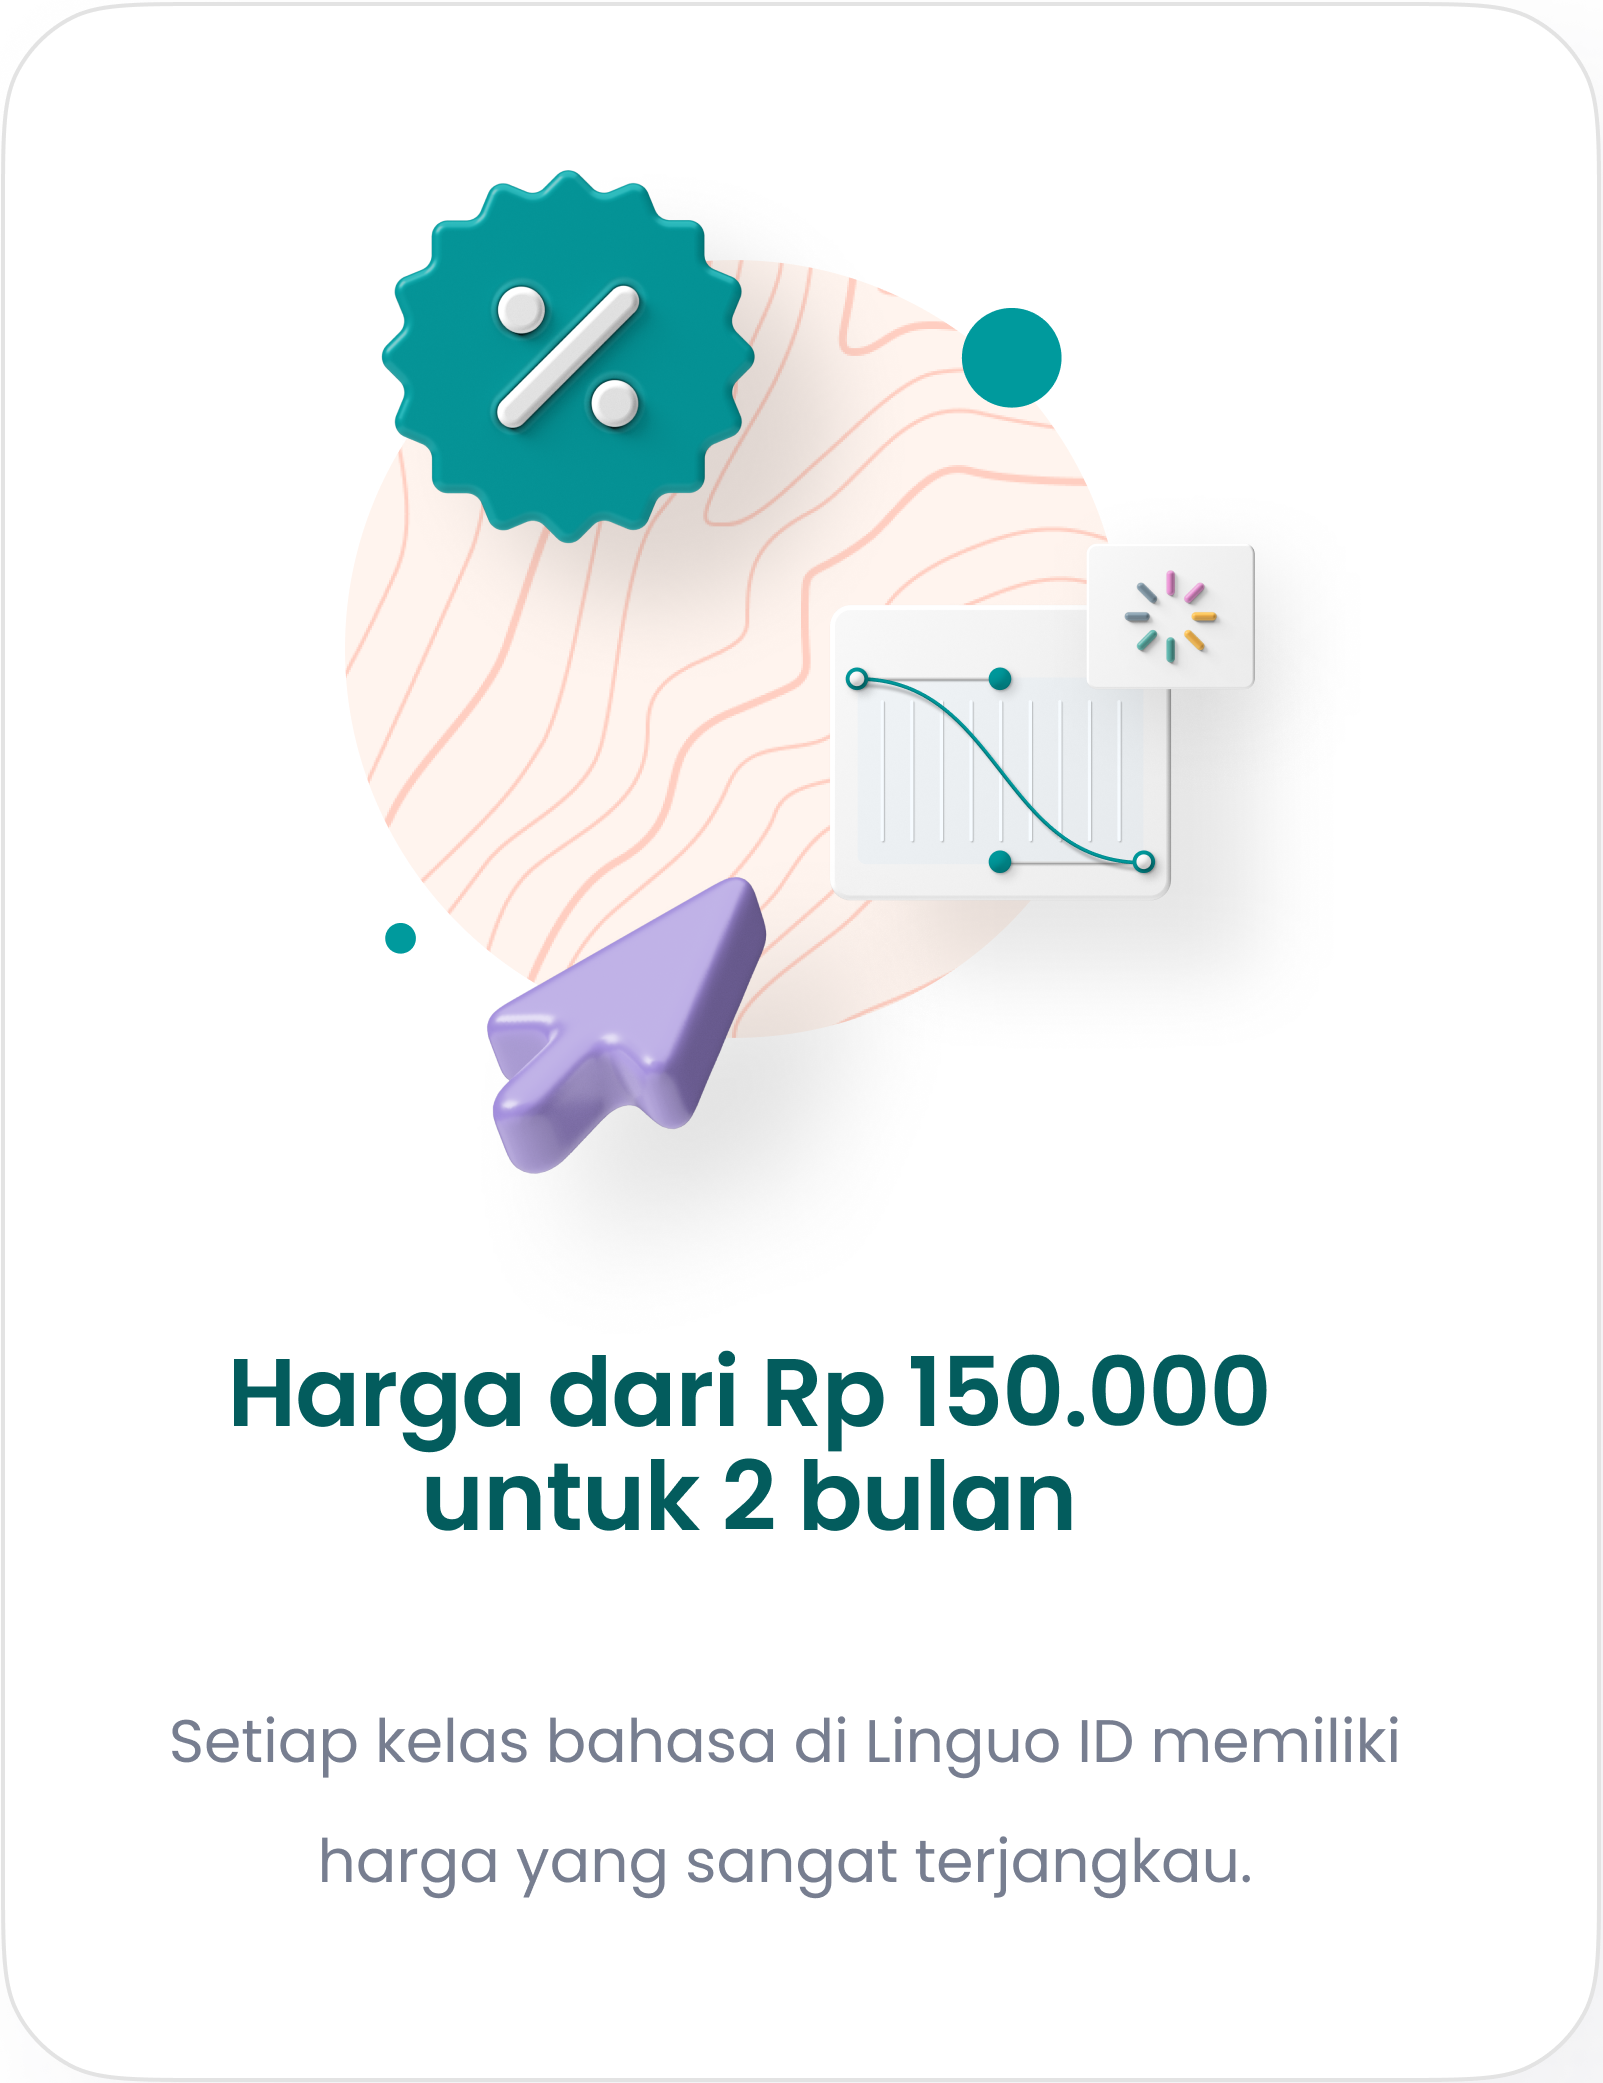 Harga dari Rp 150.000
untuk 2 bulan
Setiap kelas bahasa di Linguo ID memiliki
harga yang sangat terjangkau.